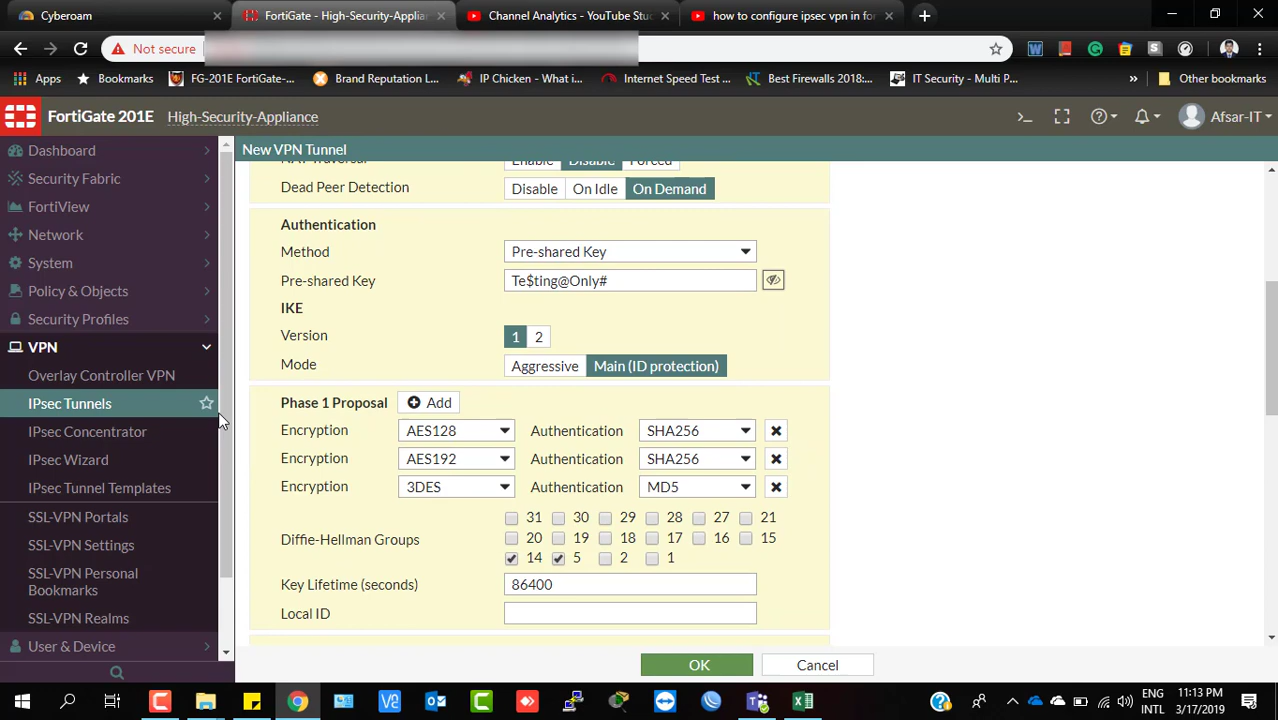 Cyberoam
FortiGate - High-Security-Applian
Channel Analytics - YouTube Stu
how to configure ipsec vpn in for
Not secure
Apps
Bookmarks
FG-201E FortiGate-...
Brand Reputation L...
IP Chicken - What i...
Internet Speed Test ...
Best Firewalls 2018:...
IT Security - Multi P...
»
Other bookmarks
FortiGate 201E
High-Security-Appliance
Afsar-IT
Dashboard
Security Fabric
FortiView
Network
System
Policy & Objects
Security Profiles
VPN
Overlay Controller VPN
IPsec Tunnels
IPsec Concentrator
IPsec Wizard
IPsec Tunnel Templates
SSL-VPN Portals
SSL-VPN Settings
SSL-VPN Personal
Bookmarks
SSL-VPN Realms
User & Device
New VPN Tunnel
NAT Traversal Enable Disable Forced
Dead Peer Detection Disable On Idle On Demand
Authentication
Method Pre-shared Key
Pre-shared Key Te$ting@Only#
IKE
Version 1 2
Mode Aggressive Main (ID protection)
Phase 1 Proposal Add
Encryption AES128 Authentication SHA256
Encryption AES192 Authentication SHA256
Encryption 3DES Authentication MD5
31 30 29 28 27 21
Diffie-Hellman Groups 20 19 18 17 16 15
14 5 2 1
Key Lifetime (seconds) 86400
Local ID
OK Cancel
ENG
INTL
11:13 PM
3/17/2019